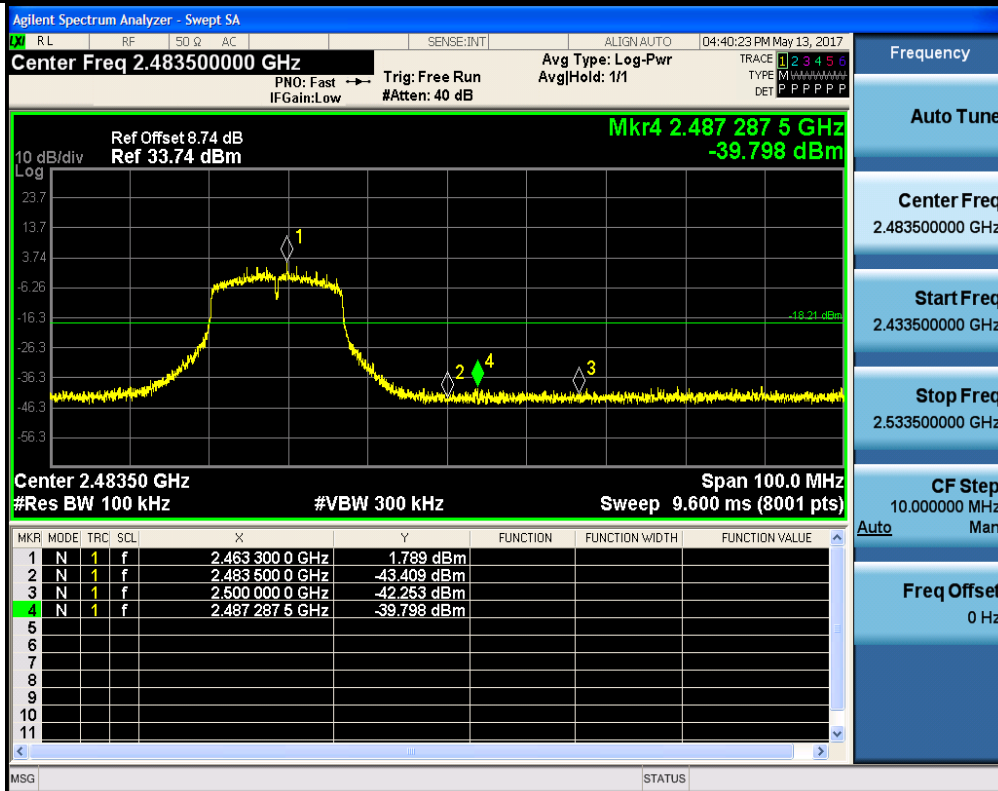 Agilent Spectrum Analyzer - Swept SA
LXI RL RF 50 Ω AC SENSE:INT ALIGN AUTO 04:40:23 PM May 13, 2017
Center Freq 2.483500000 GHz
PNO: Fast
IFGain:Low
Trig: Free Run
#Atten: 40 dB
Avg Type: Log-Pwr
Avg|Hold: 1/1
TRACE 1 2 3 4 5 6
TYPE M
DET P P P P P P
Ref Offset 8.74 dB
Ref 33.74 dBm
10 dB/div
Log
Mkr4 2.487 287 5 GHz
-39.798 dBm
23.7
13.7
3.74
-6.26
-16.3
-26.3
-36.3
-46.3
-56.3
1
2
4
3
-18.21 dBm
Center 2.48350 GHz Span 100.0 MHz
#Res BW 100 kHz #VBW 300 kHz Sweep 9.600 ms (8001 pts)
MKR MODE TRC SCL X Y FUNCTION FUNCTION WIDTH FUNCTION VALUE
1 N 1 f 2.463 300 0 GHz 1.789 dBm
2 N 1 f 2.483 500 0 GHz -43.409 dBm
3 N 1 f 2.500 000 0 GHz -42.253 dBm
4 N 1 f 2.487 287 5 GHz -39.798 dBm
5
6
7
8
9
10
11
MSG STATUS
Frequency
Auto Tune
Center Freq
2.483500000 GHz
Start Freq
2.433500000 GHz
Stop Freq
2.533500000 GHz
CF Step
10.000000 MHz
Auto Man
Freq Offset
0 Hz